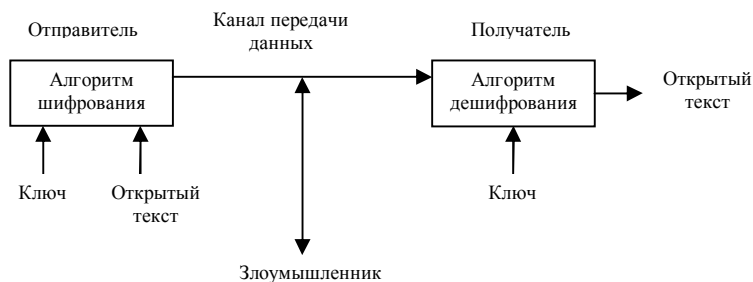 Отправитель
Канал передачи
данных
Получатель
Алгоритм
шифрования
Алгоритм
дешифрования
Открытый
текст
Ключ
Открытый
текст
Ключ
Злоумышленник